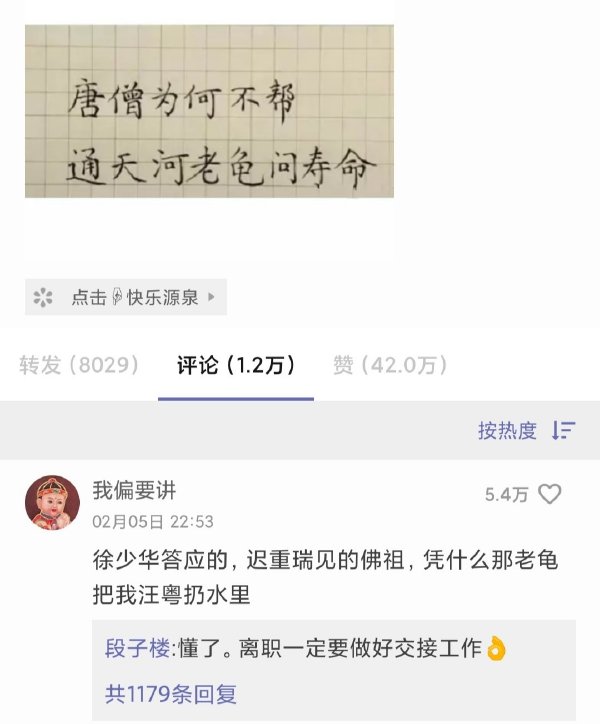 唐僧为何不帮
通天河老龟问寿命
点击☟快乐源泉
转发（8029） 评论（1.2万） 赞（42.0万）
按热度
我偏要讲 5.4万
02月05日 22:53
徐少华答应的，迟重瑞见的佛祖，凭什么那老龟
把我汪粤扔水里
段子楼:懂了。离职一定要做好交接工作👌
共1179条回复